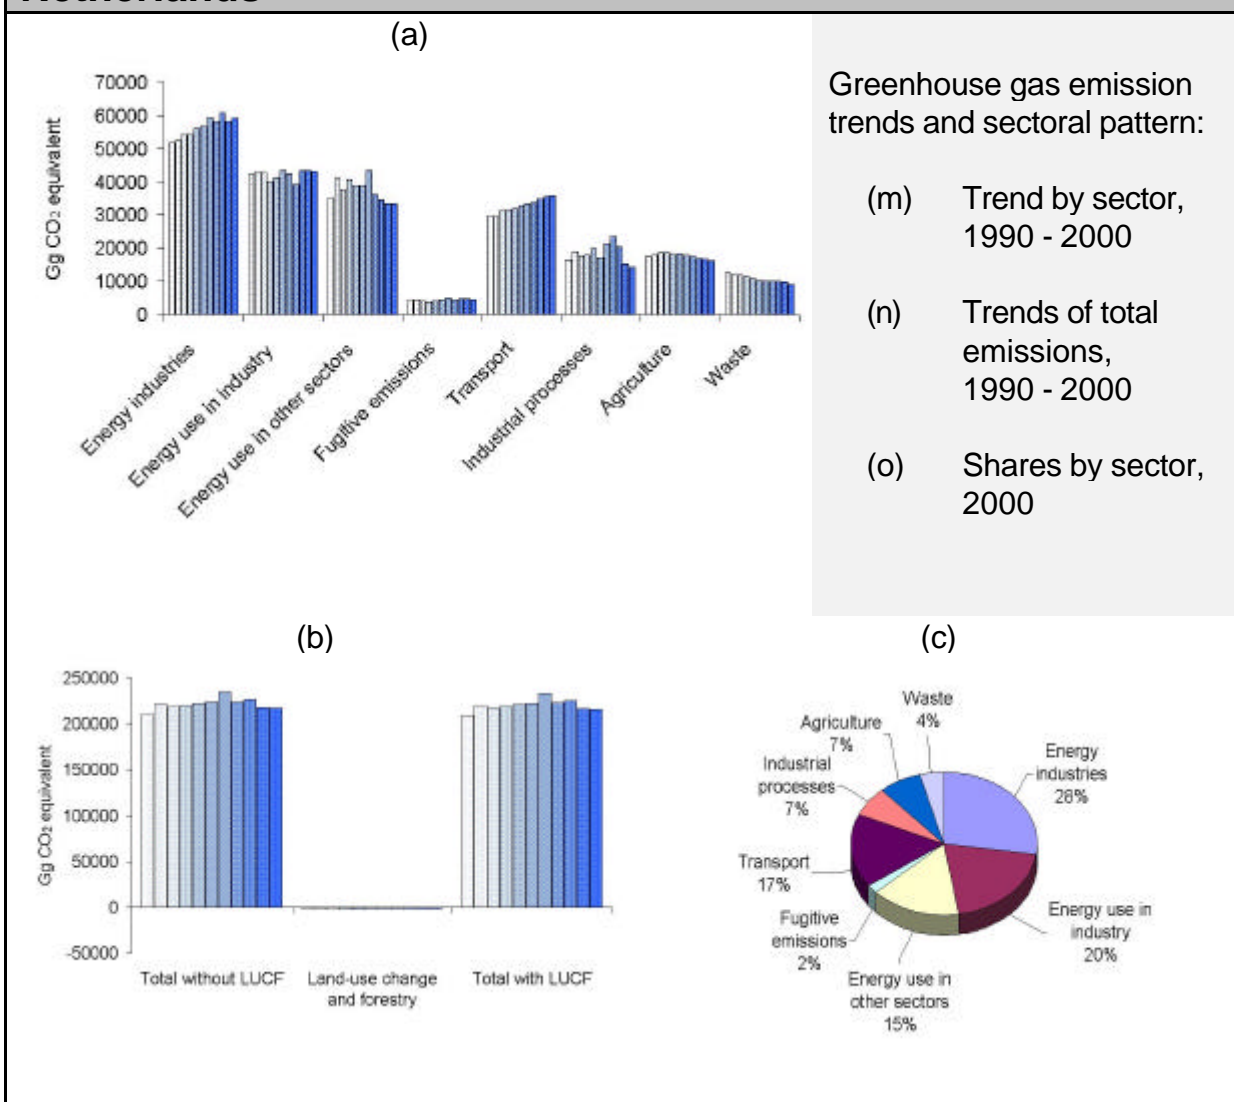 (a)
70000
60000
50000
40000
30000
20000
10000
0
Gg CO2 equivalent
Energy industries
Energy use in industry
Energy use in other sectors
Fugitive emissions
Transport
Industrial processes
Agriculture
Waste
Greenhouse gas emission
trends and sectoral pattern:
(m) Trend by sector,
1990 - 2000
(n) Trends of total
emissions,
1990 - 2000
(o) Shares by sector,
2000
(b)
250000
200000
150000
100000
50000
0
-50000
Gg CO2 equivalent
Total without LUCF
Land-use change
and forestry
Total with LUCF
(c)
Waste
4%
Agriculture
7%
Industrial
processes
7%
Transport
17%
Fugitive
emissions
2%
Energy use in
other sectors
15%
Energy use in
industry
20%
Energy
industries
28%